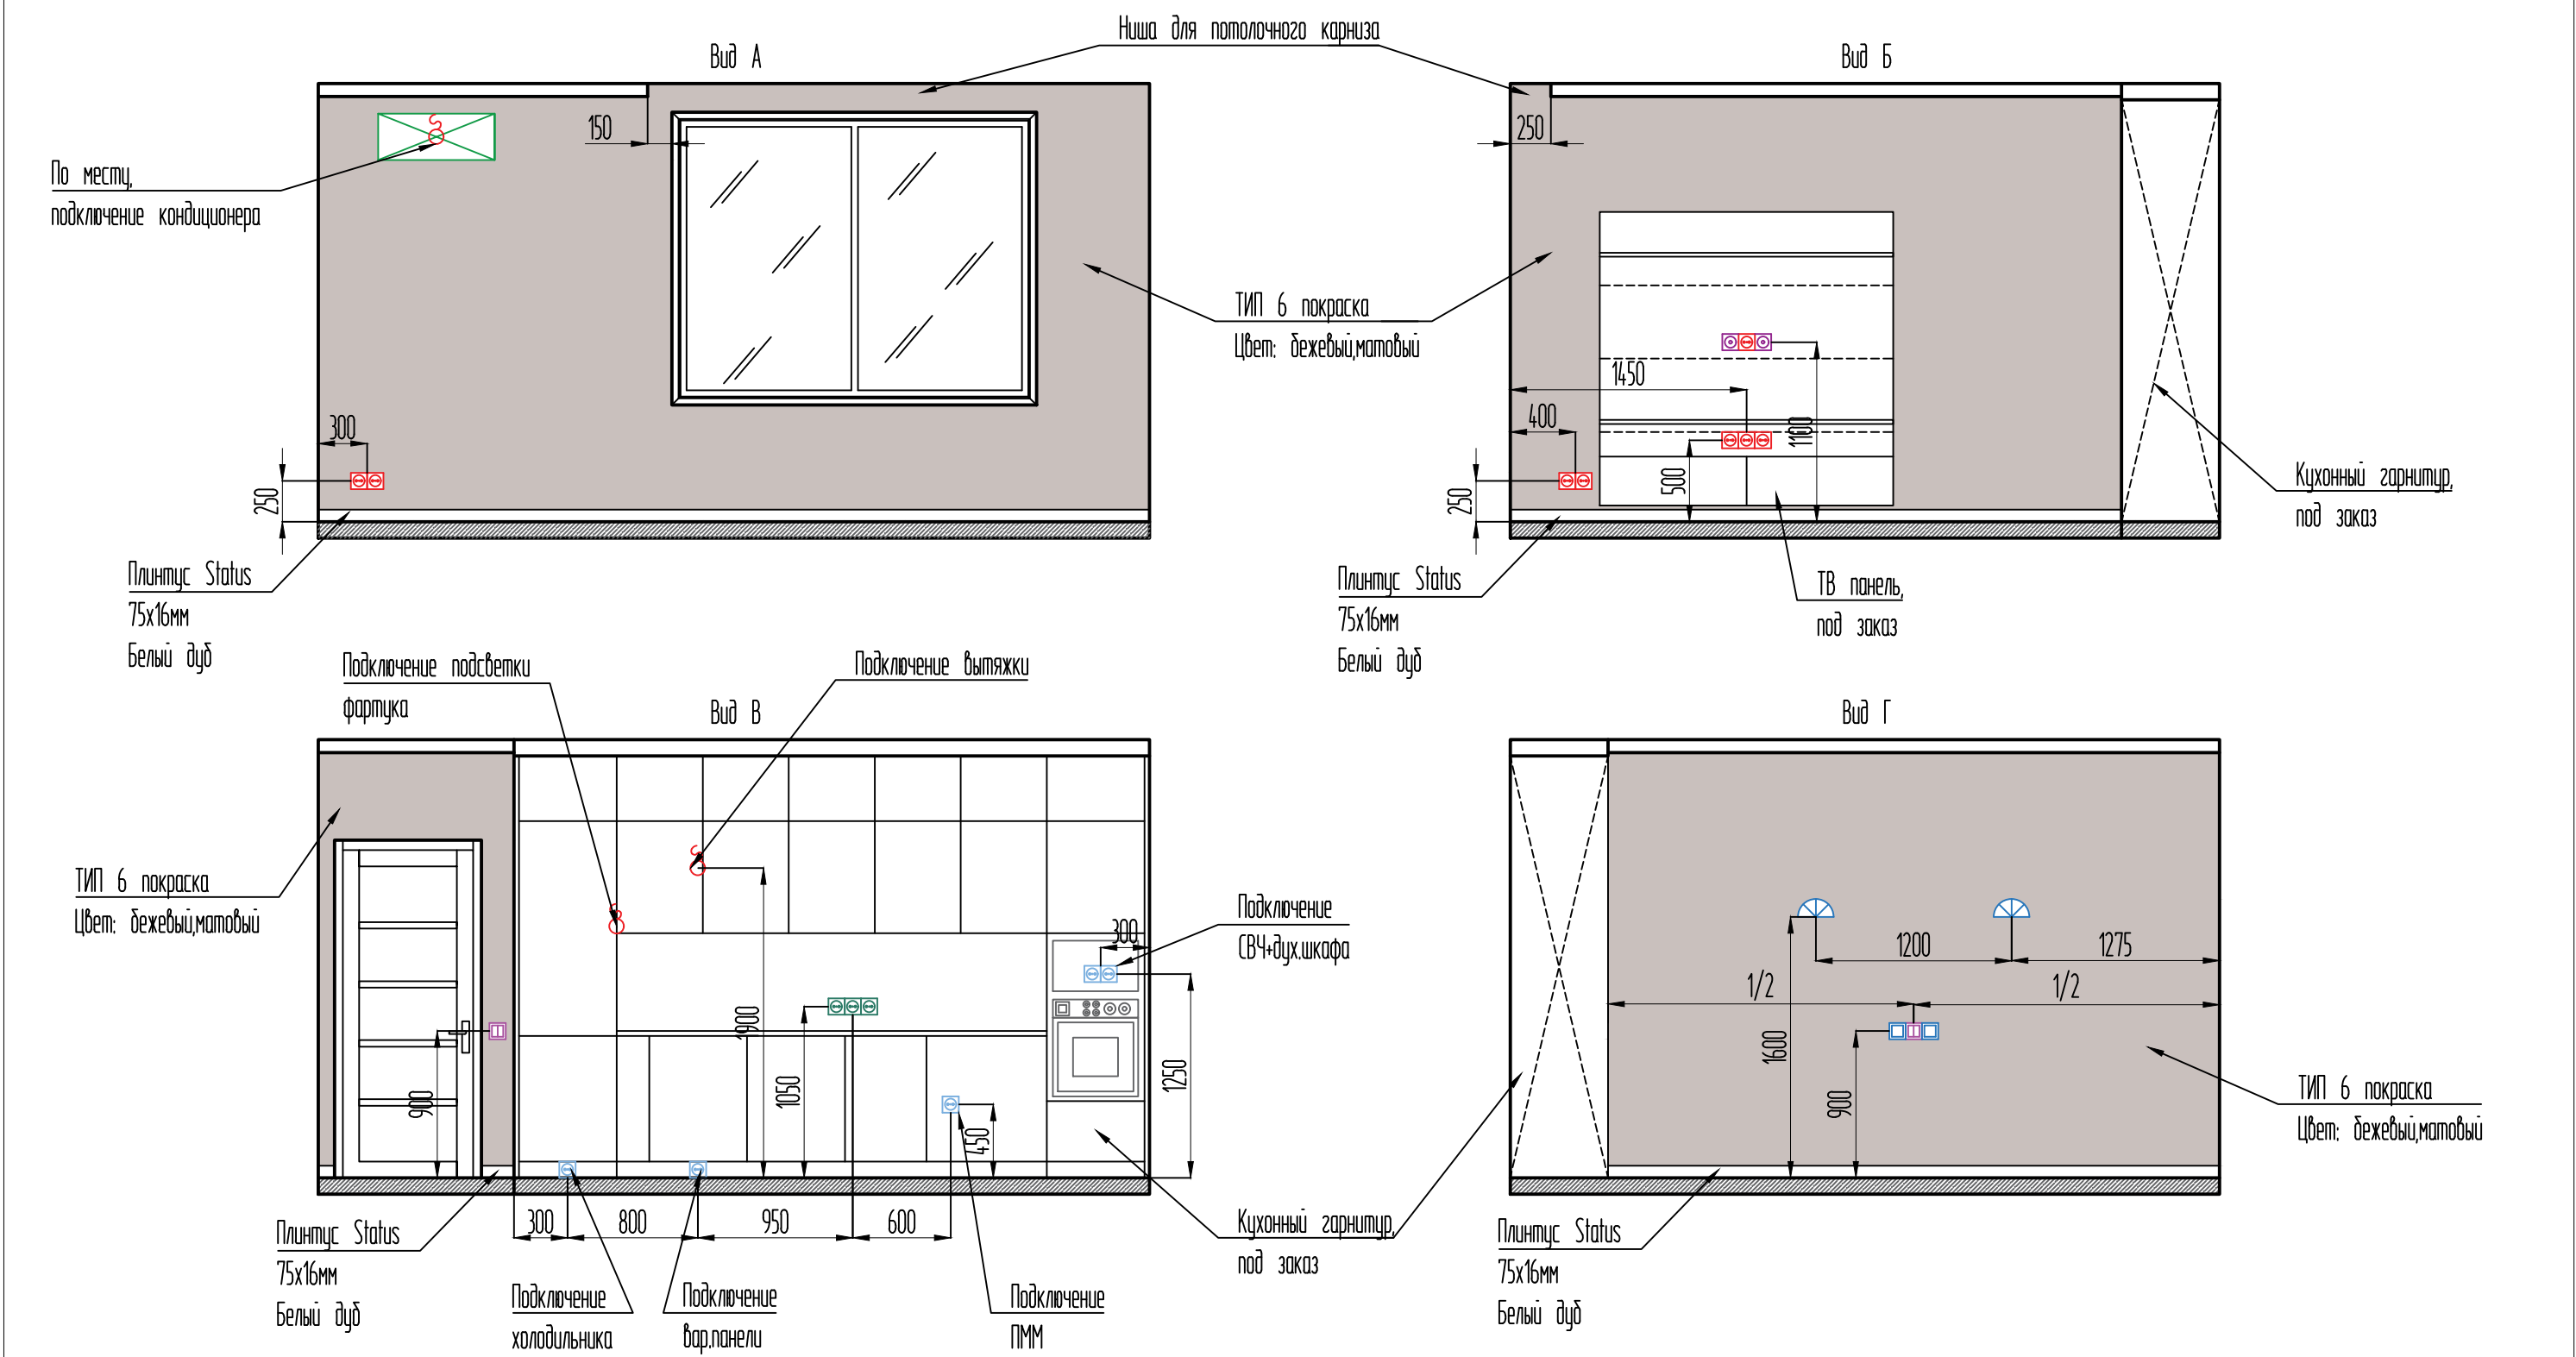 Ниша для потолочного карниза
Вид А
Вид Б
150
250
По месту,
подключение кондиционера
ТИП 6 покраска
Цвет: бежевый,матовый
1450
400
1100
300
500
250
250
Кухонный гарнитур,
под заказ
Плинтус Status
75х16мм
Белый дуб
Плинтус Status
75х16мм
Белый дуб
ТВ панель,
под заказ
Подключение подсветки
фартука
Подключение вытяжки
Вид В
Вид Г
ТИП 6 покраска
Цвет: бежевый,матовый
Подключение
СВЧ+дух.шкафа
300
1200
1275
1/2
1/2
1900
1600
1050
1250
900
900
450
ТИП 6 покраска
Цвет: бежевый,матовый
300
800
950
600
Кухонный гарнитур,
под заказ
Плинтус Status
75х16мм
Белый дуб
Плинтус Status
75х16мм
Белый дуб
Подключение
холодильника
Подключение
вар.панели
Подключение
ПММ